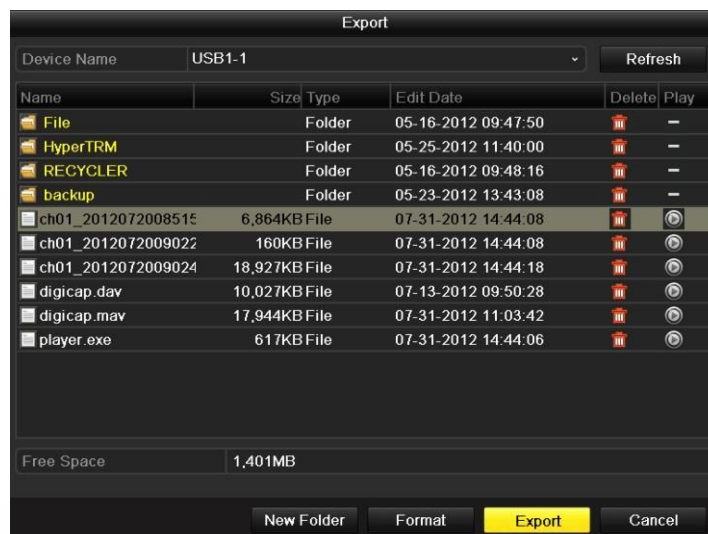 Export
Device Name USB1-1 Refresh
Name Size Type Edit Date Delete Play
File Folder 05-16-2012 09:47:50 –
HyperTRM Folder 05-25-2012 11:40:00 –
RECYCLER Folder 05-16-2012 09:48:16 –
backup Folder 05-23-2012 13:43:08 –
ch01_2012072008515 6,864KB File 07-31-2012 14:44:08
ch01_2012072009022 160KB File 07-31-2012 14:44:08
ch01_2012072009024 18,927KB File 07-31-2012 14:44:18
digicap.dav 10,027KB File 07-13-2012 09:50:28
digicap.mav 17,944KB File 07-31-2012 11:03:42
player.exe 617KB File 07-31-2012 14:44:06
Free Space 1,401MB
New Folder Format Export Cancel